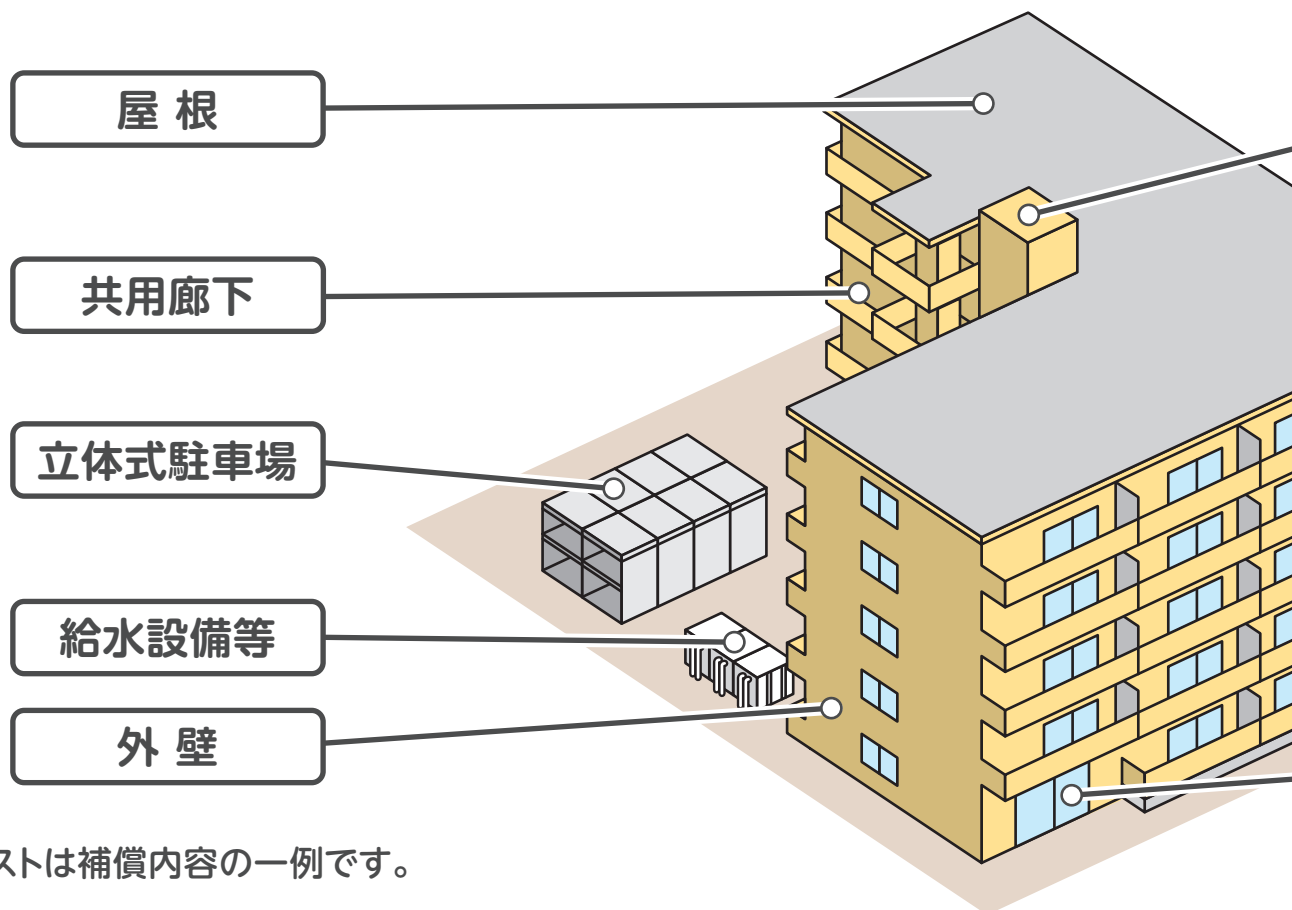 屋 根
共用廊下
立体式駐車場
給水設備等
外 壁
ストは補償内容の一例です。